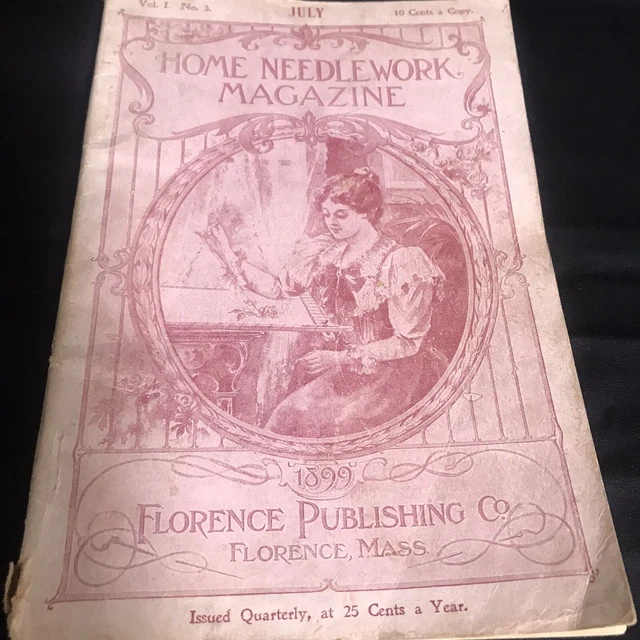 Vol. I. No. 3. JULY 10 Cents a Copy.
HOME NEEDLEWORK
MAGAZINE
1899
FLORENCE PUBLISHING CO.
FLORENCE, MASS.
Issued Quarterly, at 25 Cents a Year.